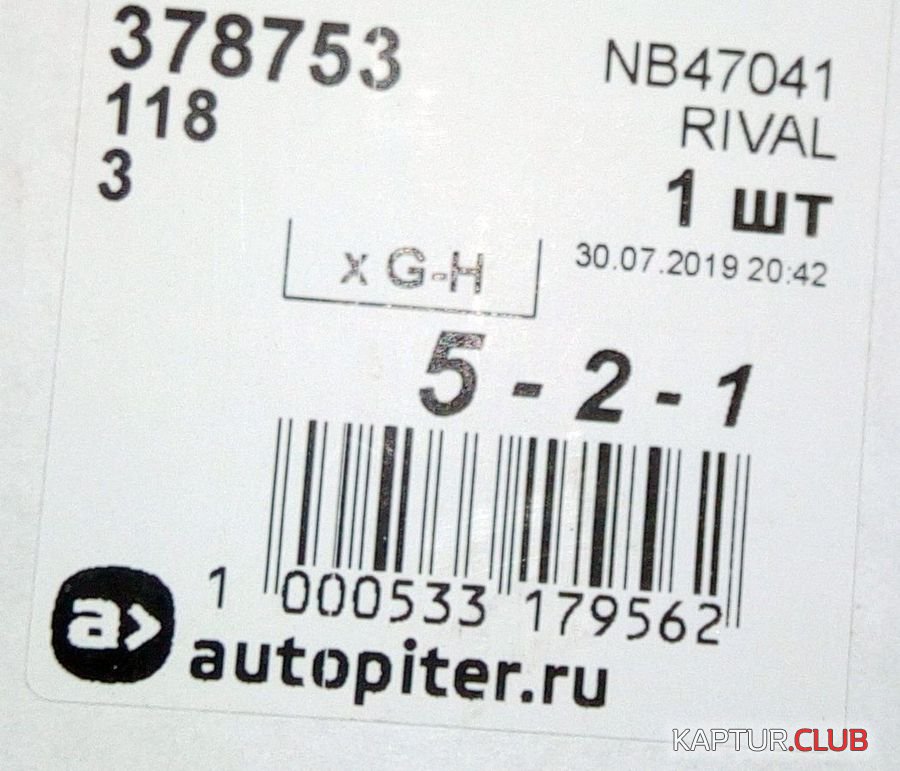 378753
118
3
NB47041
RIVAL
1 шт
30.07.2019 20:42
x G-H
5 - 2 - 1
1 000533 179562
a>
autopiter.ru
KAPTUR.CLUB